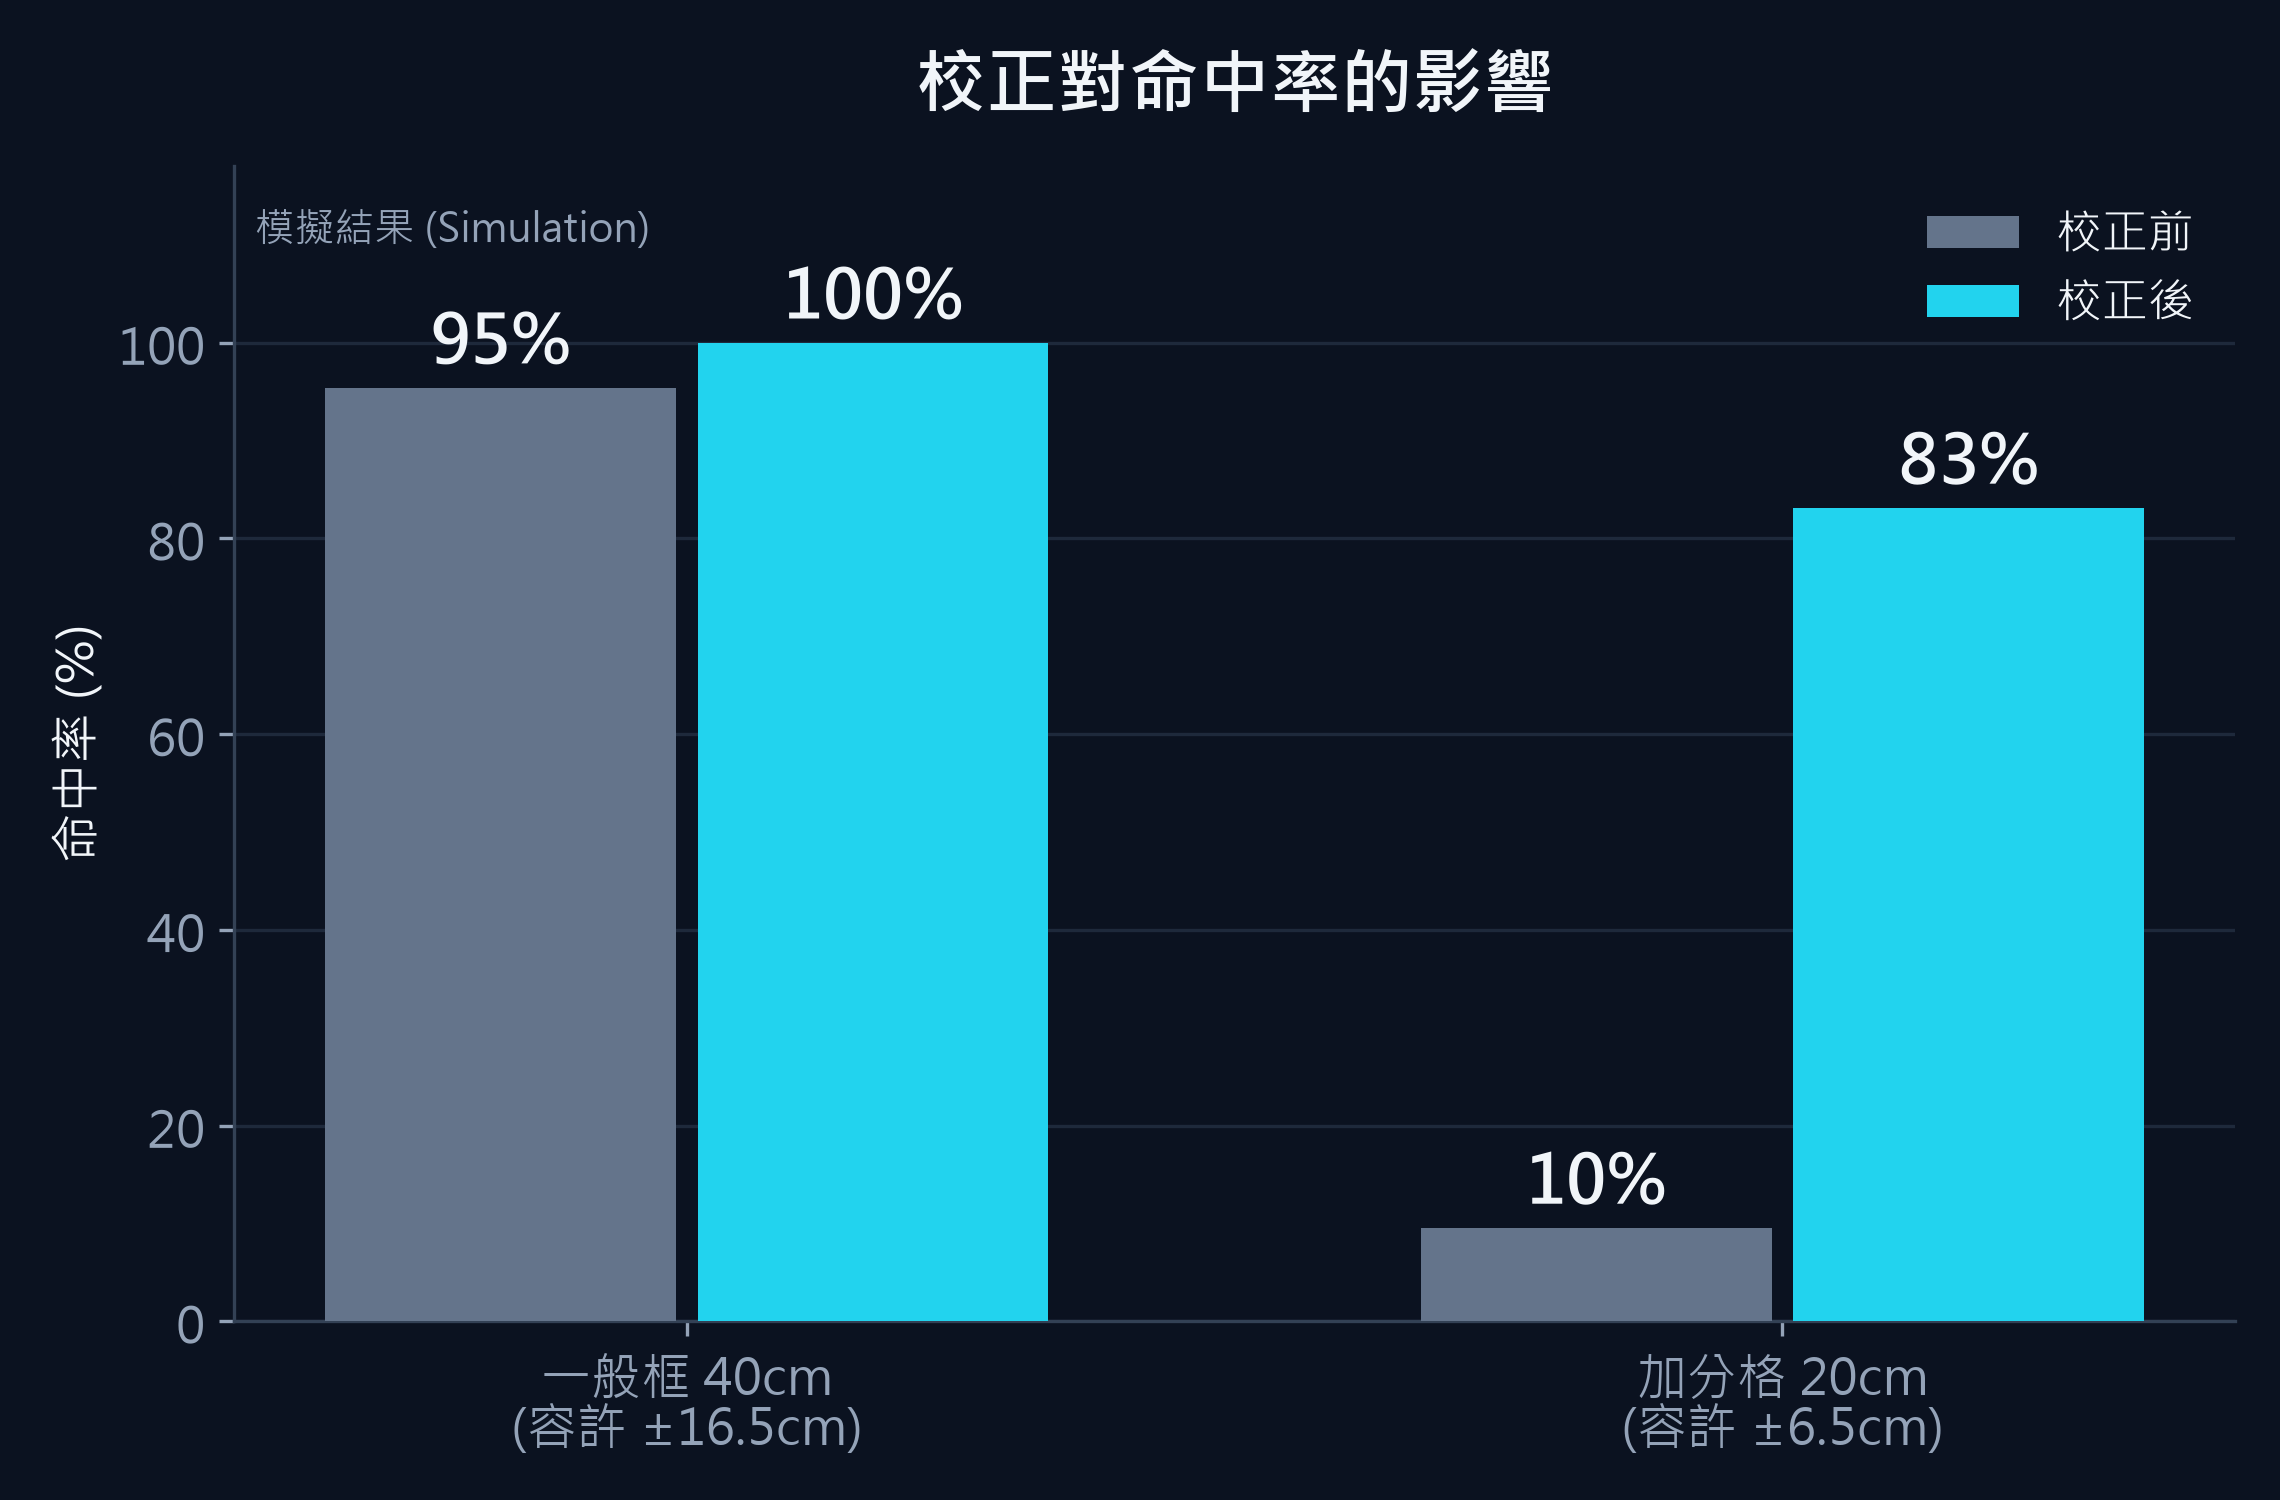 校正對命中率的影響
模擬結果 (Simulation)
校正前
校正後
95%
100%
10%
83%
命中率 (%)
100
80
60
40
20
0
一般框 40cm
(容許 ±16.5cm)
加分格 20cm
(容許 ±6.5cm)